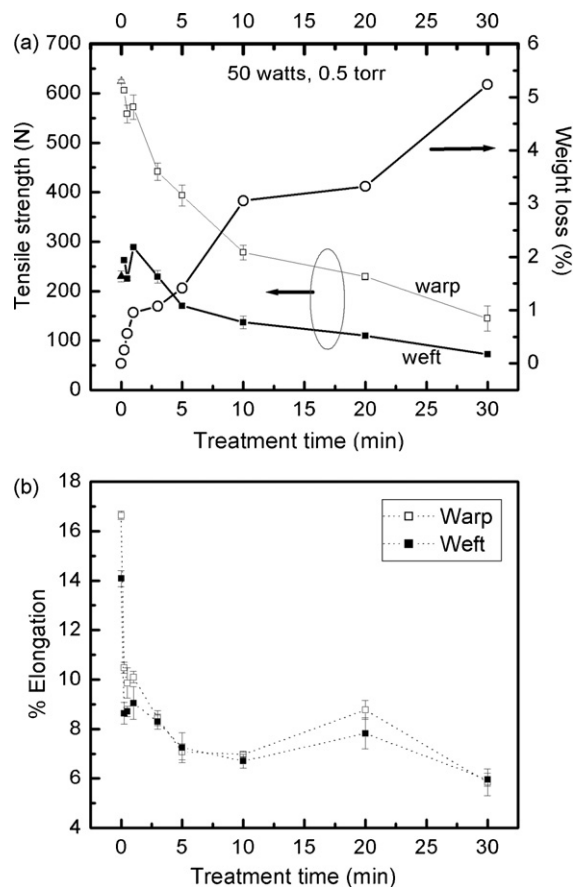 0 5 10 15 20 25 30
(a)
700
600
500
400
300
200
100
0
Tensile strength (N)
50 watts, 0.5 torr
6
5
4
3
2
1
0
Weight loss (%)
warp
weft
0 5 10 15 20 25 30
Treatment time (min)
(b)
18
16
14
12
10
8
6
4
% Elongation
Warp
Weft
0 5 10 15 20 25 30
Treatment time (min)